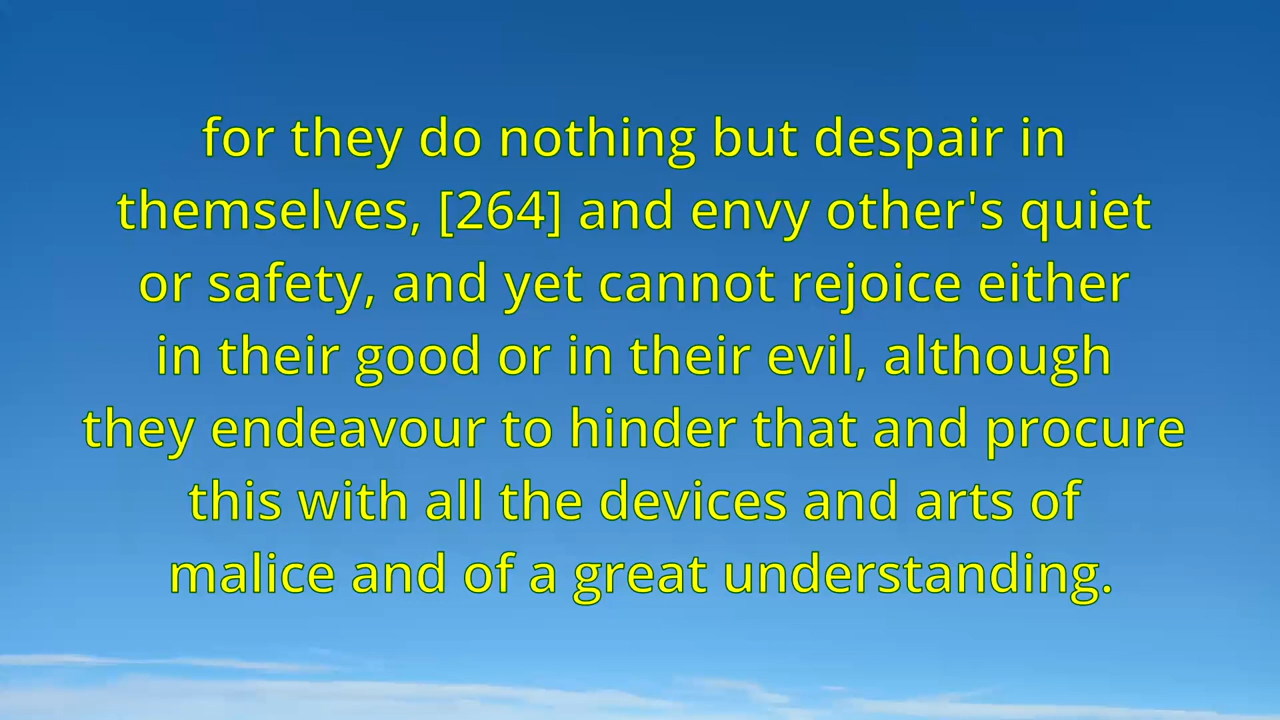 for they do nothing but despair in
themselves, [264] and envy other's quiet
or safety, and yet cannot rejoice either
in their good or in their evil, although
they endeavour to hinder that and procure
this with all the devices and arts of
malice and of a great understanding.